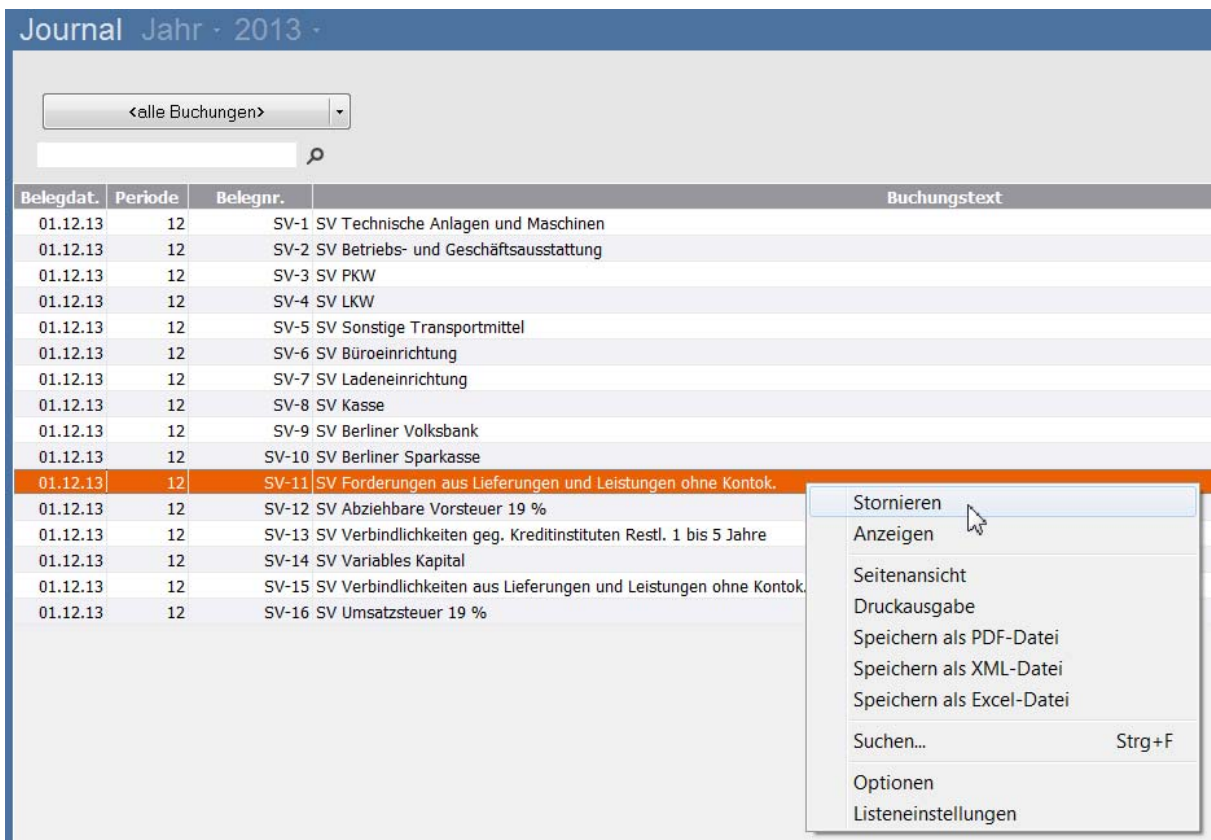 Journal Jahr · 2013 ·
<alle Buchungen>
Belegdat. Periode Belegnr. Buchungstext
01.12.13 12 SV-1 SV Technische Anlagen und Maschinen
01.12.13 12 SV-2 SV Betriebs- und Geschäftsausstattung
01.12.13 12 SV-3 SV PKW
01.12.13 12 SV-4 SV LKW
01.12.13 12 SV-5 SV Sonstige Transportmittel
01.12.13 12 SV-6 SV Büroeinrichtung
01.12.13 12 SV-7 SV Ladeneinrichtung
01.12.13 12 SV-8 SV Kasse
01.12.13 12 SV-9 SV Berliner Volksbank
01.12.13 12 SV-10 SV Berliner Sparkasse
01.12.13 12 SV-11 SV Forderungen aus Lieferungen und Leistungen ohne Kontok.
01.12.13 12 SV-12 SV Abziehbare Vorsteuer 19 %
01.12.13 12 SV-13 SV Verbindlichkeiten geg. Kreditinstituten Restl. 1 bis 5 Jahre
01.12.13 12 SV-14 SV Variables Kapital
01.12.13 12 SV-15 SV Verbindlichkeiten aus Lieferungen und Leistungen ohne Kontok.
01.12.13 12 SV-16 SV Umsatzsteuer 19 %
Stornieren
Anzeigen
Seitenansicht
Druckausgabe
Speichern als PDF-Datei
Speichern als XML-Datei
Speichern als Excel-Datei
Suchen... Strg+F
Optionen
Listeneinstellungen